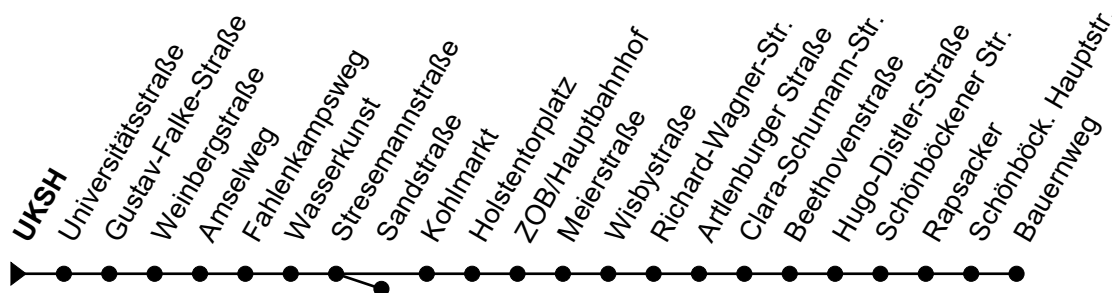 UKSH
Universitätsstraße
Gustav-Falke-Straße
Weinbergstraße
Amselweg
Fahlenkampsweg
Wasserkunst
Stresemannstraße
Sandstraße
Kohlmarkt
Holstentorplatz
ZOB/Hauptbahnhof
Meierstraße
Wisbystraße
Richard-Wagner-Str.
Artlenburger Straße
Clara-Schumann-Str.
Beethovenstraße
Hugo-Distler-Straße
Schönböckener Str.
Rapsacker
Schönböck. Hauptstr
Bauernweg